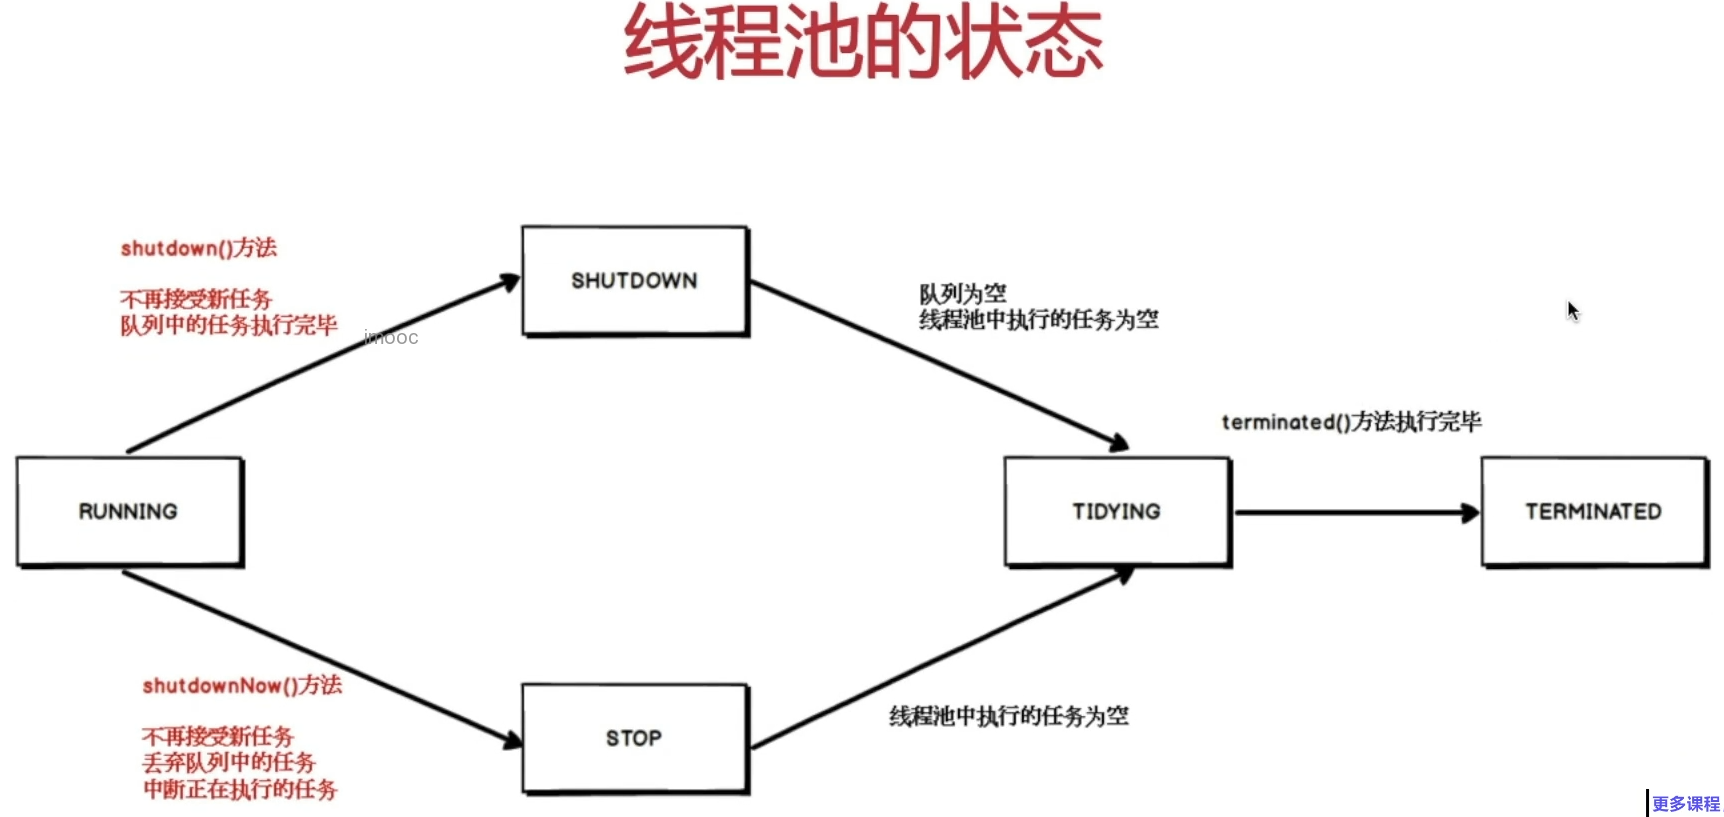 线程池的状态
shutdown()方法
不再接受新任务
队列中的任务执行完毕
imooc
SHUTDOWN
队列为空
线程池中执行的任务为空
terminated()方法执行完毕
RUNNING
TIDYING
TERMINATED
shutdownNow()方法
不再接受新任务
丢弃队列中的任务
中断正在执行的任务
STOP
线程池中执行的任务为空
更多课程